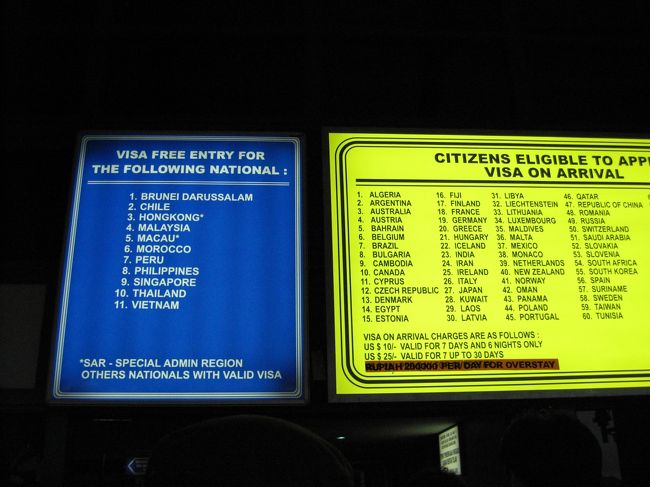 VISA FREE ENTRY FOR
THE FOLLOWING NATIONAL :
1. BRUNEI DARUSSALAM
2. CHILE
3. HONGKONG*
4. MALAYSIA
5. MACAU*
6. MOROCCO
7. PERU
8. PHILIPPINES
9. SINGAPORE
10. THAILAND
11. VIETNAM
*SAR - SPECIAL ADMIN REGION
OTHERS NATIONALS WITH VALID VISA
CITIZENS ELIGIBLE TO APP
VISA ON ARRIVAL
1. ALGERIA
2. ARGENTINA
3. AUSTRALIA
4. AUSTRIA
5. BAHRAIN
6. BELGIUM
7. BRAZIL
8. BULGARIA
9. CAMBODIA
10. CANADA
11. CYPRUS
12. CZECH REPUBLIC
13. DENMARK
14. EGYPT
15. ESTONIA
16. FIJI
17. FINLAND
18. FRANCE
19. GERMANY
20. GREECE
21. HUNGARY
22. ICELAND
23. INDIA
24. IRAN
25. IRELAND
26. ITALY
27. JAPAN
28. KUWAIT
29. LAOS
30. LATVIA
31. LIBYA
32. LIECHTENSTEIN
33. LITHUANIA
34. LUXEMBOURG
35. MALDIVES
36. MALTA
37. MEXICO
38. MONACO
39. NETHERLANDS
40. NEW ZEALAND
41. NORWAY
42. OMAN
43. PANAMA
44. POLAND
45. PORTUGAL
46. QATAR
47. REPUBLIC OF CHINA
48. ROMANIA
49. RUSSIA
50. SWITZERLAND
51. SAUDI ARABIA
52. SLOVAKIA
53. SLOVENIA
54. SOUTH AFRICA
55. SOUTH KOREA
56. SPAIN
57. SURINAME
58. SWEDEN
59. TAIWAN
60. TUNISIA
VISA ON ARRIVAL CHARGES ARE AS FOLLOWS :
US $ 10/- VALID FOR 7 DAYS AND 6 NIGHTS ONLY
US $ 25/- VALID FOR 7 UP TO 30 DAYS
RUPIAH PER DAY FOR OVERSTAY